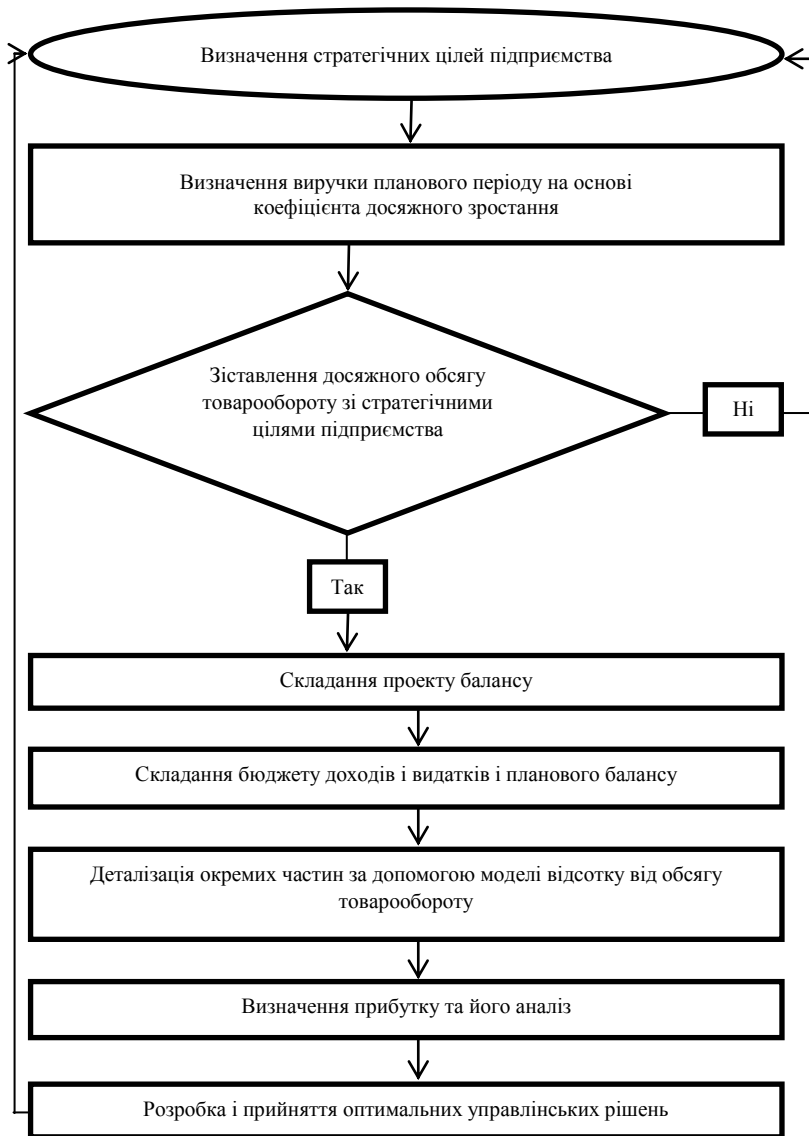 Визначення стратегічних цілей підприємства
Визначення виручки планового періоду на основі
коефіцієнта досяжного зростання
Зіставлення досяжного обсягу
товарообороту зі стратегічними
цілями підприємства
Ні
Так
Складання проекту балансу
Складання бюджету доходів і видатків і планового балансу
Деталізація окремих частин за допомогою моделі відсотку від обсягу
товарообороту
Визначення прибутку та його аналіз
Розробка і прийняття оптимальних управлінських рішень